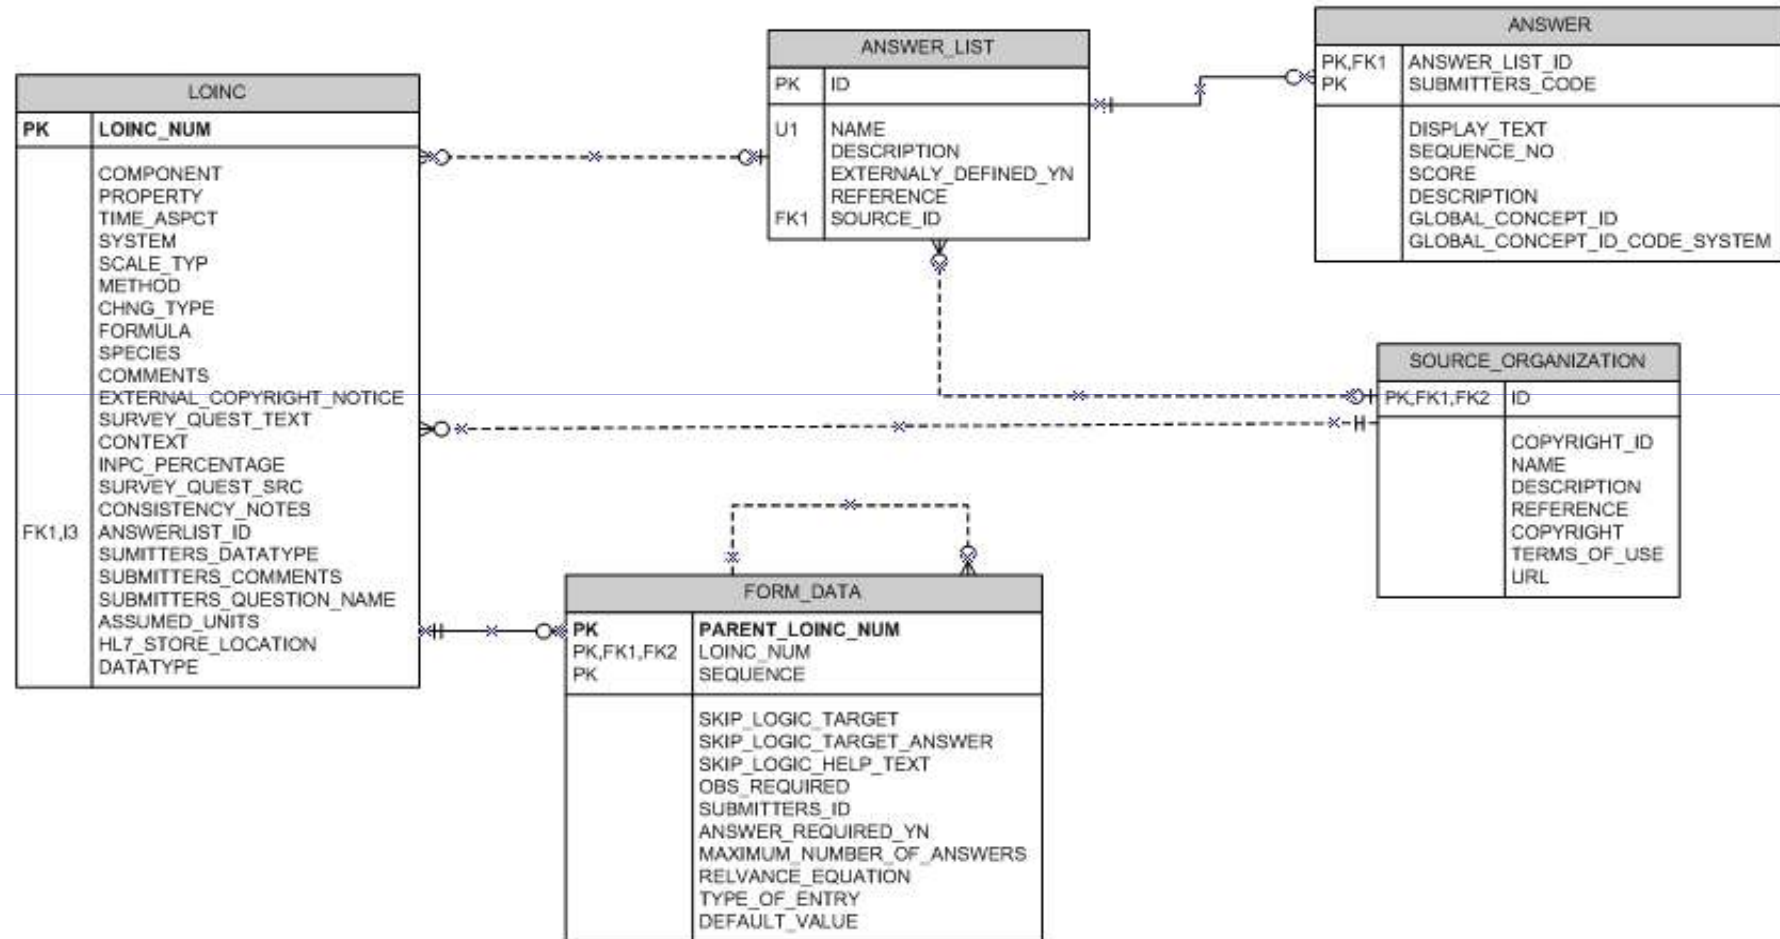 LOINC
PK LOINC_NUM
COMPONENT
PROPERTY
TIME_ASPCT
SYSTEM
SCALE_TYP
METHOD
CHNG_TYPE
FORMULA
SPECIES
COMMENTS
EXTERNAL_COPYRIGHT_NOTICE
SURVEY_QUEST_TEXT
CONTEXT
INPC_PERCENTAGE
SURVEY_QUEST_SRC
CONSISTENCY_NOTES
FK1,I3 ANSWERLIST_ID
SUMITTERS_DATATYPE
SUBMITTERS_COMMENTS
SUBMITTERS_QUESTION_NAME
ASSUMED_UNITS
HL7_STORE_LOCATION
DATATYPE
ANSWER_LIST
PK ID
U1 NAME
DESCRIPTION
EXTERNALY_DEFINED_YN
REFERENCE
FK1 SOURCE_ID
ANSWER
PK,FK1 ANSWER_LIST_ID
PK SUBMITTERS_CODE
DISPLAY_TEXT
SEQUENCE_NO
SCORE
DESCRIPTION
GLOBAL_CONCEPT_ID
GLOBAL_CONCEPT_ID_CODE_SYSTEM
SOURCE_ORGANIZATION
PK,FK1,FK2 ID
COPYRIGHT_ID
NAME
DESCRIPTION
REFERENCE
COPYRIGHT
TERMS_OF_USE
URL
FORM_DATA
PK PARENT_LOINC_NUM
PK,FK1,FK2 LOINC_NUM
PK SEQUENCE
SKIP_LOGIC_TARGET
SKIP_LOGIC_TARGET_ANSWER
SKIP_LOGIC_HELP_TEXT
OBS_REQUIRED
SUBMITTERS_ID
ANSWER_REQUIRED_YN
MAXIMUM_NUMBER_OF_ANSWERS
RELVANCE_EQUATION
TYPE_OF_ENTRY
DEFAULT_VALUE